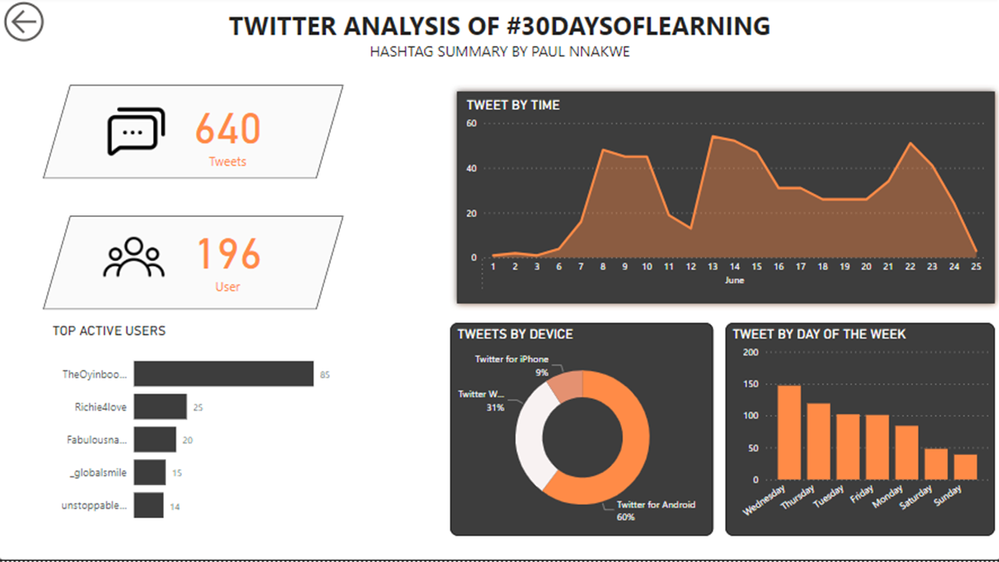 TWITTER ANALYSIS OF #30DAYSOFLEARNING
HASHTAG SUMMARY BY PAUL NNAKWE
640
Tweets
196
User
TOP ACTIVE USERS
TheOyinboo... 85
Richie4love 25
Fabulousna... 20
_globalsmile 15
unstoppable... 14
TWEET BY TIME
60
40
20
0
1 2 3 6 7 8 9 10 11 12 13 14 15 16 17 18 19 20 21 22 23 24 25
June
TWEETS BY DEVICE
Twitter for iPhone
9%
Twitter W...
31%
Twitter for Android
60%
TWEET BY DAY OF THE WEEK
200
150
100
50
0
Wednesday Thursday Tuesday Friday Monday Saturday Sunday